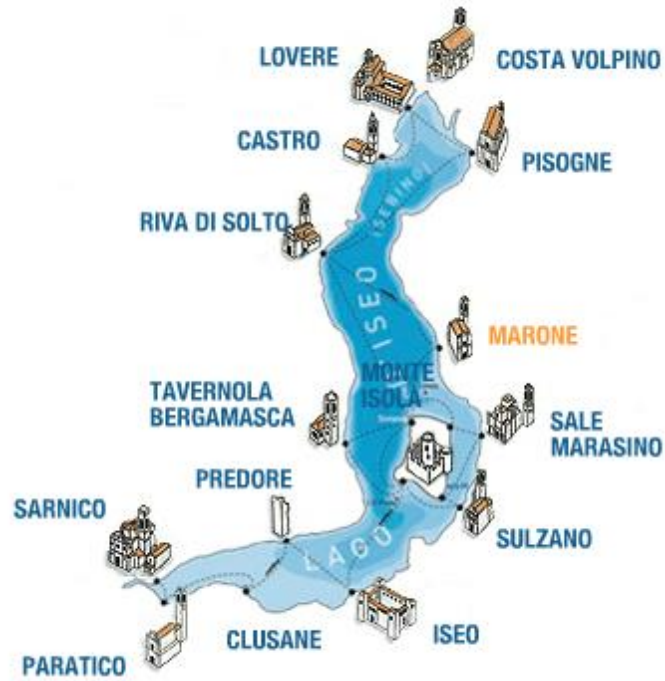 LOVERE
COSTA VOLPINO
CASTRO
PISOGNE
RIVA DI SOLTO
(SEBINO)
LAGO D'ISEO
MARONE
MONTE
ISOLA
TAVERNOLA
BERGAMASCA
SALE
MARASINO
PREDORE
SARNICO
SULZANO
CLUSANE
ISEO
PARATICO